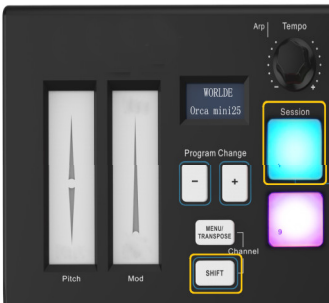 Arp
Tempo
-
+
WORLDE
Orca mini25
Session
Program Change
-
+
9
MENU/
TRANSPOSE
Channel
SHIFT
Pitch
Mod